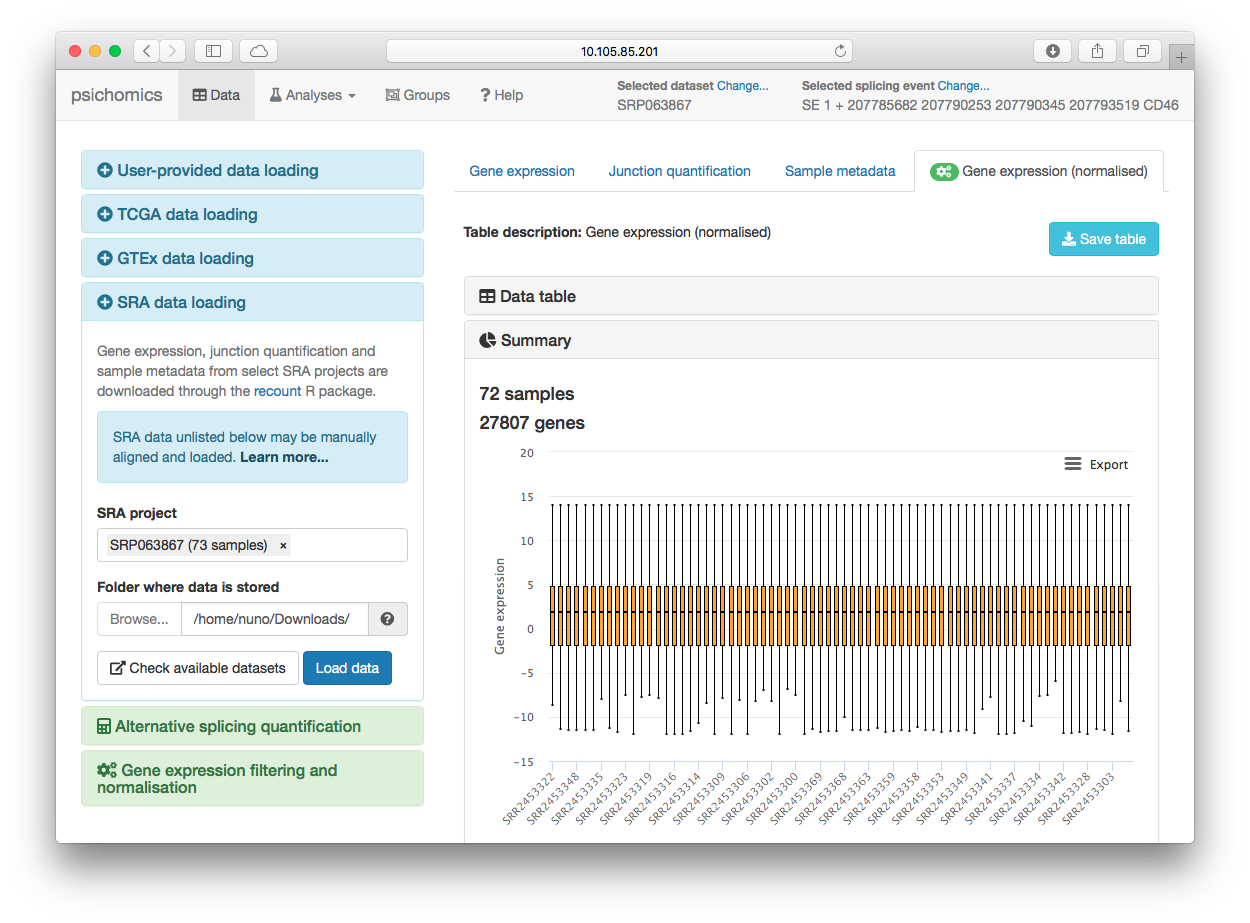 10.105.85.201
psichomics
Data
Analyses
Groups
? Help
Selected dataset Change...
SRP063867
Selected splicing event Change...
SE 1 + 207785682 207790253 207790345 207793519 CD46
User-provided data loading
TCGA data loading
GTEx data loading
SRA data loading
Gene expression, junction quantification and
sample metadata from select SRA projects are
downloaded through the recount R package.
SRA data unlisted below may be manually
aligned and loaded. Learn more...
SRA project
SRP063867 (73 samples) ×
Folder where data is stored
Browse...
/home/nuno/Downloads/
?
Check available datasets
Load data
Alternative splicing quantification
Gene expression filtering and
normalisation
Gene expression
Junction quantification
Sample metadata
Gene expression (normalised)
Table description: Gene expression (normalised)
Save table
Data table
Summary
72 samples
27807 genes
Export
Gene expression
20
15
10
5
0
−5
−10
−15
SRR2453322
SRR2453348
SRR2453335
SRR2453323
SRR2453319
SRR2453316
SRR2453314
SRR2453309
SRR2453306
SRR2453302
SRR2453300
SRR2453369
SRR2453368
SRR2453363
SRR2453359
SRR2453358
SRR2453353
SRR2453349
SRR2453341
SRR2453337
SRR2453334
SRR2453342
SRR2453328
SRR2453303